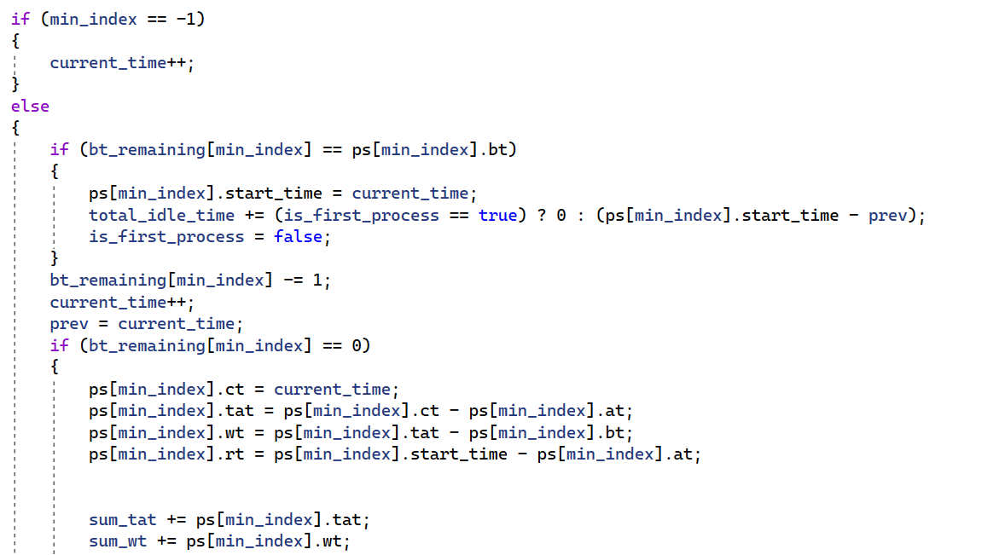 if (min_index == -1)
{
    current_time++;
}
else
{
    if (bt_remaining[min_index] == ps[min_index].bt)
    {
        ps[min_index].start_time = current_time;
        total_idle_time += (is_first_process == true) ? 0 : (ps[min_index].start_time - prev);
        is_first_process = false;
    }
    bt_remaining[min_index] -= 1;
    current_time++;
    prev = current_time;
    if (bt_remaining[min_index] == 0)
    {
        ps[min_index].ct = current_time;
        ps[min_index].tat = ps[min_index].ct - ps[min_index].at;
        ps[min_index].wt = ps[min_index].tat - ps[min_index].bt;
        ps[min_index].rt = ps[min_index].start_time - ps[min_index].at;
        sum_tat += ps[min_index].tat;
        sum_wt += ps[min_index].wt;